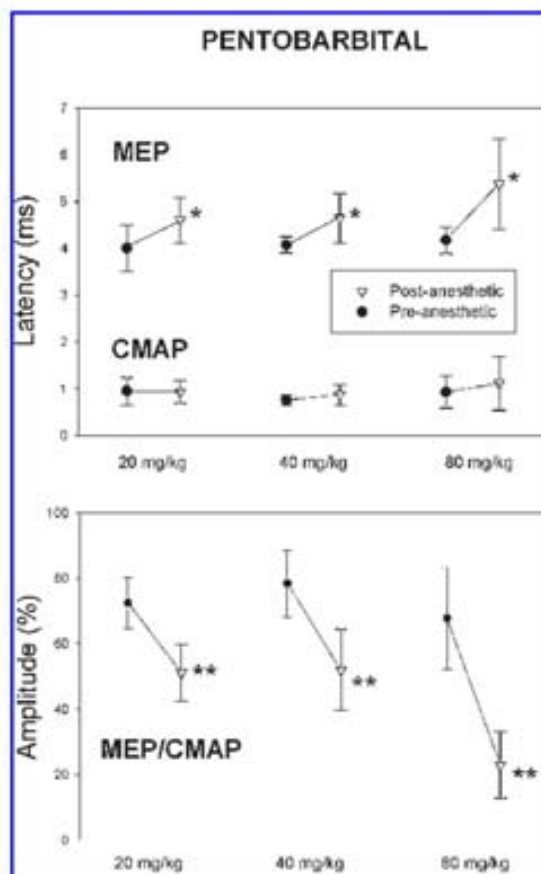 PENTOBARBITAL
7
6
5
4
3
2
1
0
Latency (ms)
MEP
*
*
*
Post-anesthetic
Pre-anesthetic
CMAP
20 mg/kg
40 mg/kg
80 mg/kg
100
80
60
40
20
0
Amplitude (%)
**
**
**
MEP/CMAP
20 mg/kg
40 mg/kg
80 mg/kg